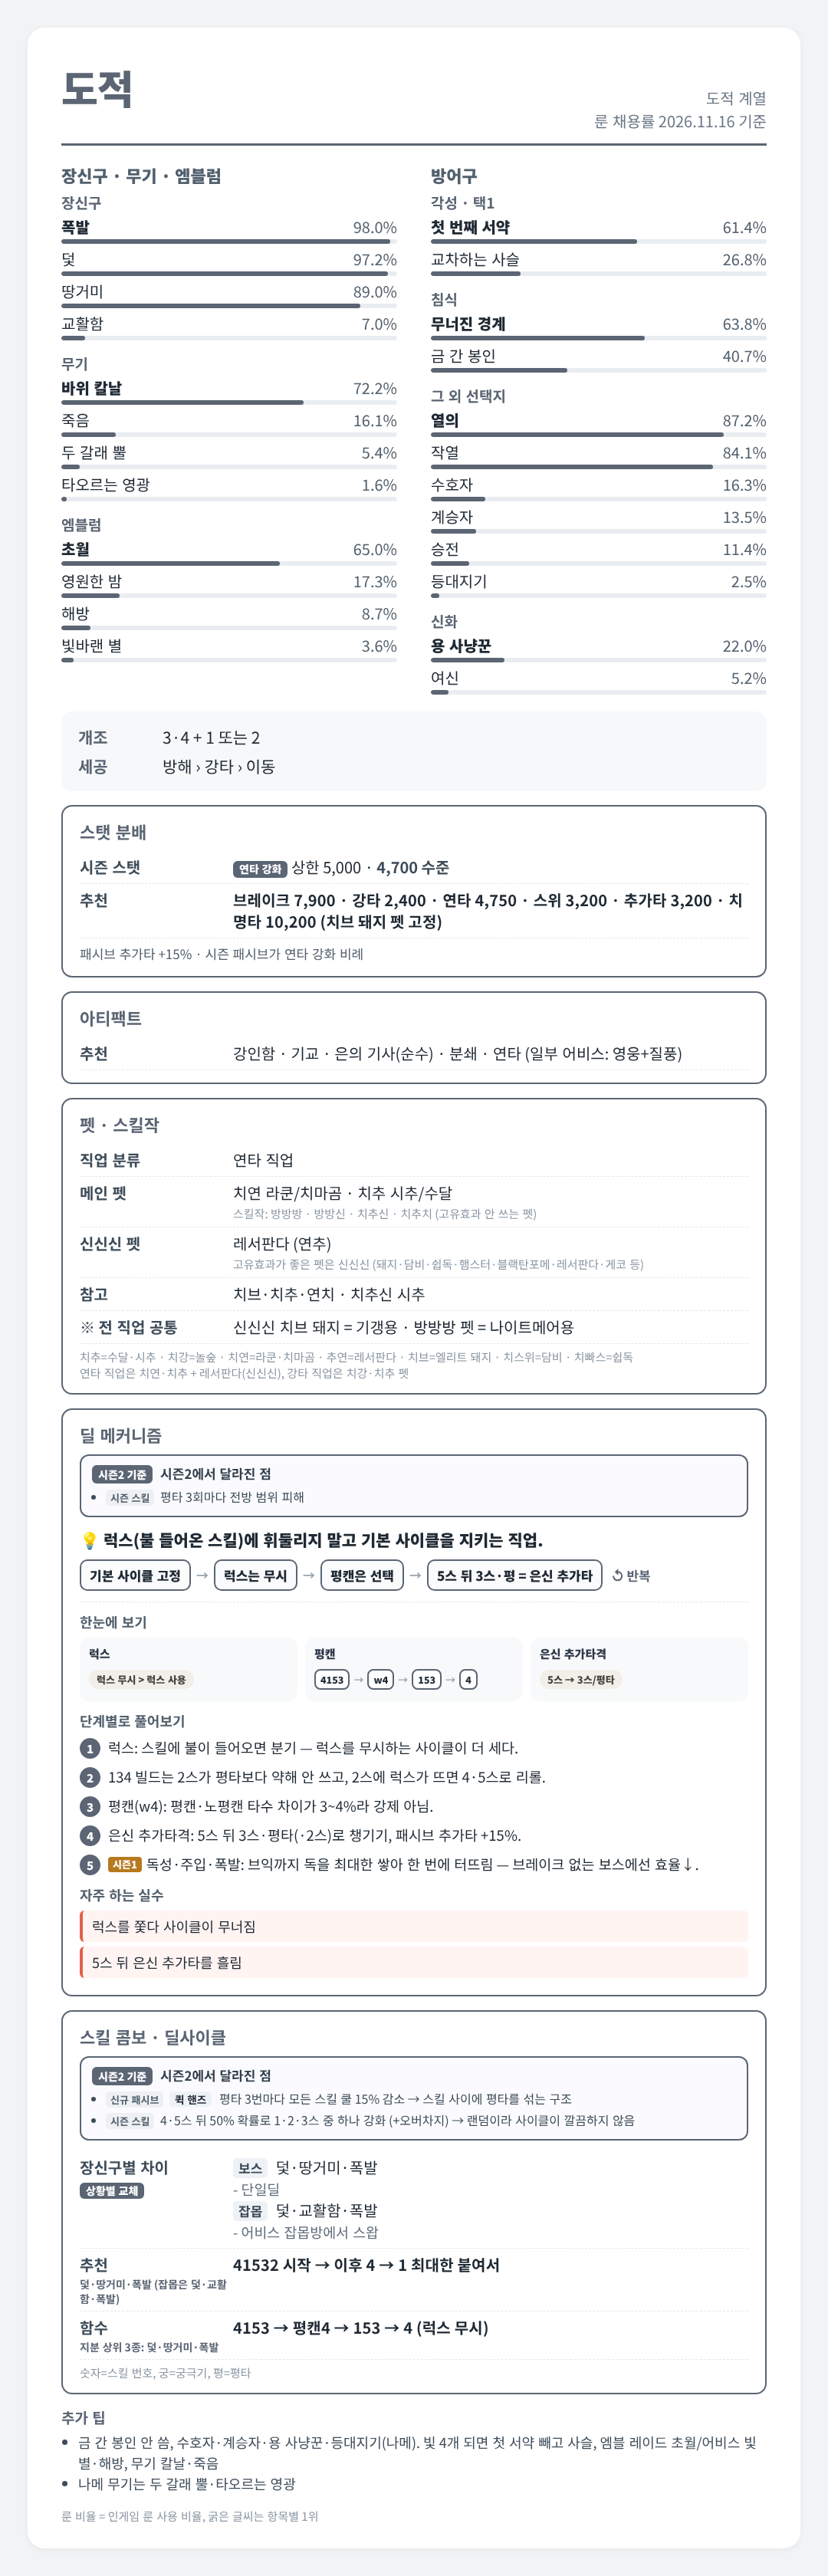 도적
도적 계열
룬 채용률 2026.11.16 기준
장신구 · 무기 · 엠블럼
장신구
폭발 98.0%
덫 97.2%
땅거미 89.0%
교활함 7.0%
무기
바위 칼날 72.2%
죽음 16.1%
두 갈래 뿔 5.4%
타오르는 영광 1.6%
엠블럼
초월 65.0%
영원한 밤 17.3%
해방 8.7%
빛바랜 별 3.6%
방어구
각성 · 택1
첫 번째 서약 61.4%
교차하는 사슬 26.8%
침식
무너진 경계 63.8%
금 간 봉인 40.7%
그 외 선택지
열의 87.2%
작열 84.1%
수호자 16.3%
계승자 13.5%
승전 11.4%
등대지기 2.5%
신화
용 사냥꾼 22.0%
여신 5.2%
개조 3·4 + 1 또는 2
세공 방해 › 강타 › 이동
스탯 분배
시즌 스탯 연타 강화 상한 5,000 · 4,700 수준
추천 브레이크 7,900 · 강타 2,400 · 연타 4,750 · 스위 3,200 · 추가타 3,200 · 치
명타 10,200 (치브 돼지 펫 고정)
패시브 추가타 +15% · 시즌 패시브가 연타 강화 비례
아티팩트
추천 강인함 · 기교 · 은의 기사(순수) · 분쇄 · 연타 (일부 어비스: 영웅+질풍)
펫 · 스킬작
직업 분류 연타 직업
메인 펫 치연 라쿤/치마곰 · 치추 시추/수달
스킬작: 방방방 · 방방신 · 치추신 · 치추치 (고유효과 안 쓰는 펫)
신신신 펫 레서판다 (연추)
고유효과가 좋은 펫은 신신신 (돼지·담비·쉽독·햄스터·블랙탄포메·레서판다·게코 등)
참고 치브·치추·연치 · 치추신 시추
※ 전 직업 공통 신신신 치브 돼지 = 기갱용 · 방방방 펫 = 나이트메어용
치추=수달·시추 · 치강=놀숲 · 치연=라쿤·치마곰 · 추연=레서판다 · 치브=엘리트 돼지 · 치스위=담비 · 치빠스=쉽독
연타 직업은 치연·치추 + 레서판다(신신신), 강타 직업은 치강·치추 펫
딜 메커니즘
시즌2 기준 시즌2에서 달라진 점
• 시즌 스킬 평타 3회마다 전방 범위 피해
💡 럭스(불 들어온 스킬)에 휘둘리지 말고 기본 사이클을 지키는 직업.
기본 사이클 고정 → 럭스는 무시 → 평캔은 선택 → 5스 뒤 3스·평 = 은신 추가타 ↺ 반복
한눈에 보기
럭스
럭스 무시 > 럭스 사용
평캔
4153 → w4 → 153 → 4
은신 추가타격
5스 → 3스/평타
단계별로 풀어보기
1 럭스: 스킬에 불이 들어오면 분기 — 럭스를 무시하는 사이클이 더 세다.
2 134 빌드는 2스가 평타보다 약해 안 쓰고, 2스에 럭스가 뜨면 4·5스로 리롤.
3 평캔(w4): 평캔·노평캔 타수 차이가 3~4%라 강제 아님.
4 은신 추가타격: 5스 뒤 3스·평타(·2스)로 챙기기, 패시브 추가타 +15%.
5 시즌1 독성·주입·폭발: 브익까지 독을 최대한 쌓아 한 번에 터뜨림 — 브레이크 없는 보스에선 효율↓.
자주 하는 실수
럭스를 쫓다 사이클이 무너짐
5스 뒤 은신 추가타를 흘림
스킬 콤보 · 딜사이클
시즌2 기준 시즌2에서 달라진 점
• 신규 패시브 퀵 핸즈 평타 3번마다 모든 스킬 쿨 15% 감소 → 스킬 사이에 평타를 섞는 구조
• 시즌 스킬 4·5스 뒤 50% 확률로 1·2·3스 중 하나 강화 (+오버차지) → 랜덤이라 사이클이 깔끔하지 않음
장신구별 차이 보스 덫·땅거미·폭발
상황별 교체 - 단일딜
잡몹 덫·교활함·폭발
- 어비스 잡몹방에서 스왑
추천 41532 시작 → 이후 4 → 1 최대한 붙여서
덫·땅거미·폭발 (잡몹은 덫·교활
함·폭발)
함수 4153 → 평캔4 → 153 → 4 (럭스 무시)
지분 상위 3종: 덫·땅거미·폭발
숫자=스킬 번호, 궁=궁극기, 평=평타
추가 팁
• 금 간 봉인 안 씀, 수호자·계승자·용 사냥꾼·등대지기(나메). 빛 4개 되면 첫 서약 빼고 사슬, 엠블 레이드 초월/어비스 빛
별·해방, 무기 칼날·죽음
• 나메 무기는 두 갈래 뿔·타오르는 영광
룬 비율 = 인게임 룬 사용 비율, 굵은 글씨는 항목별 1위